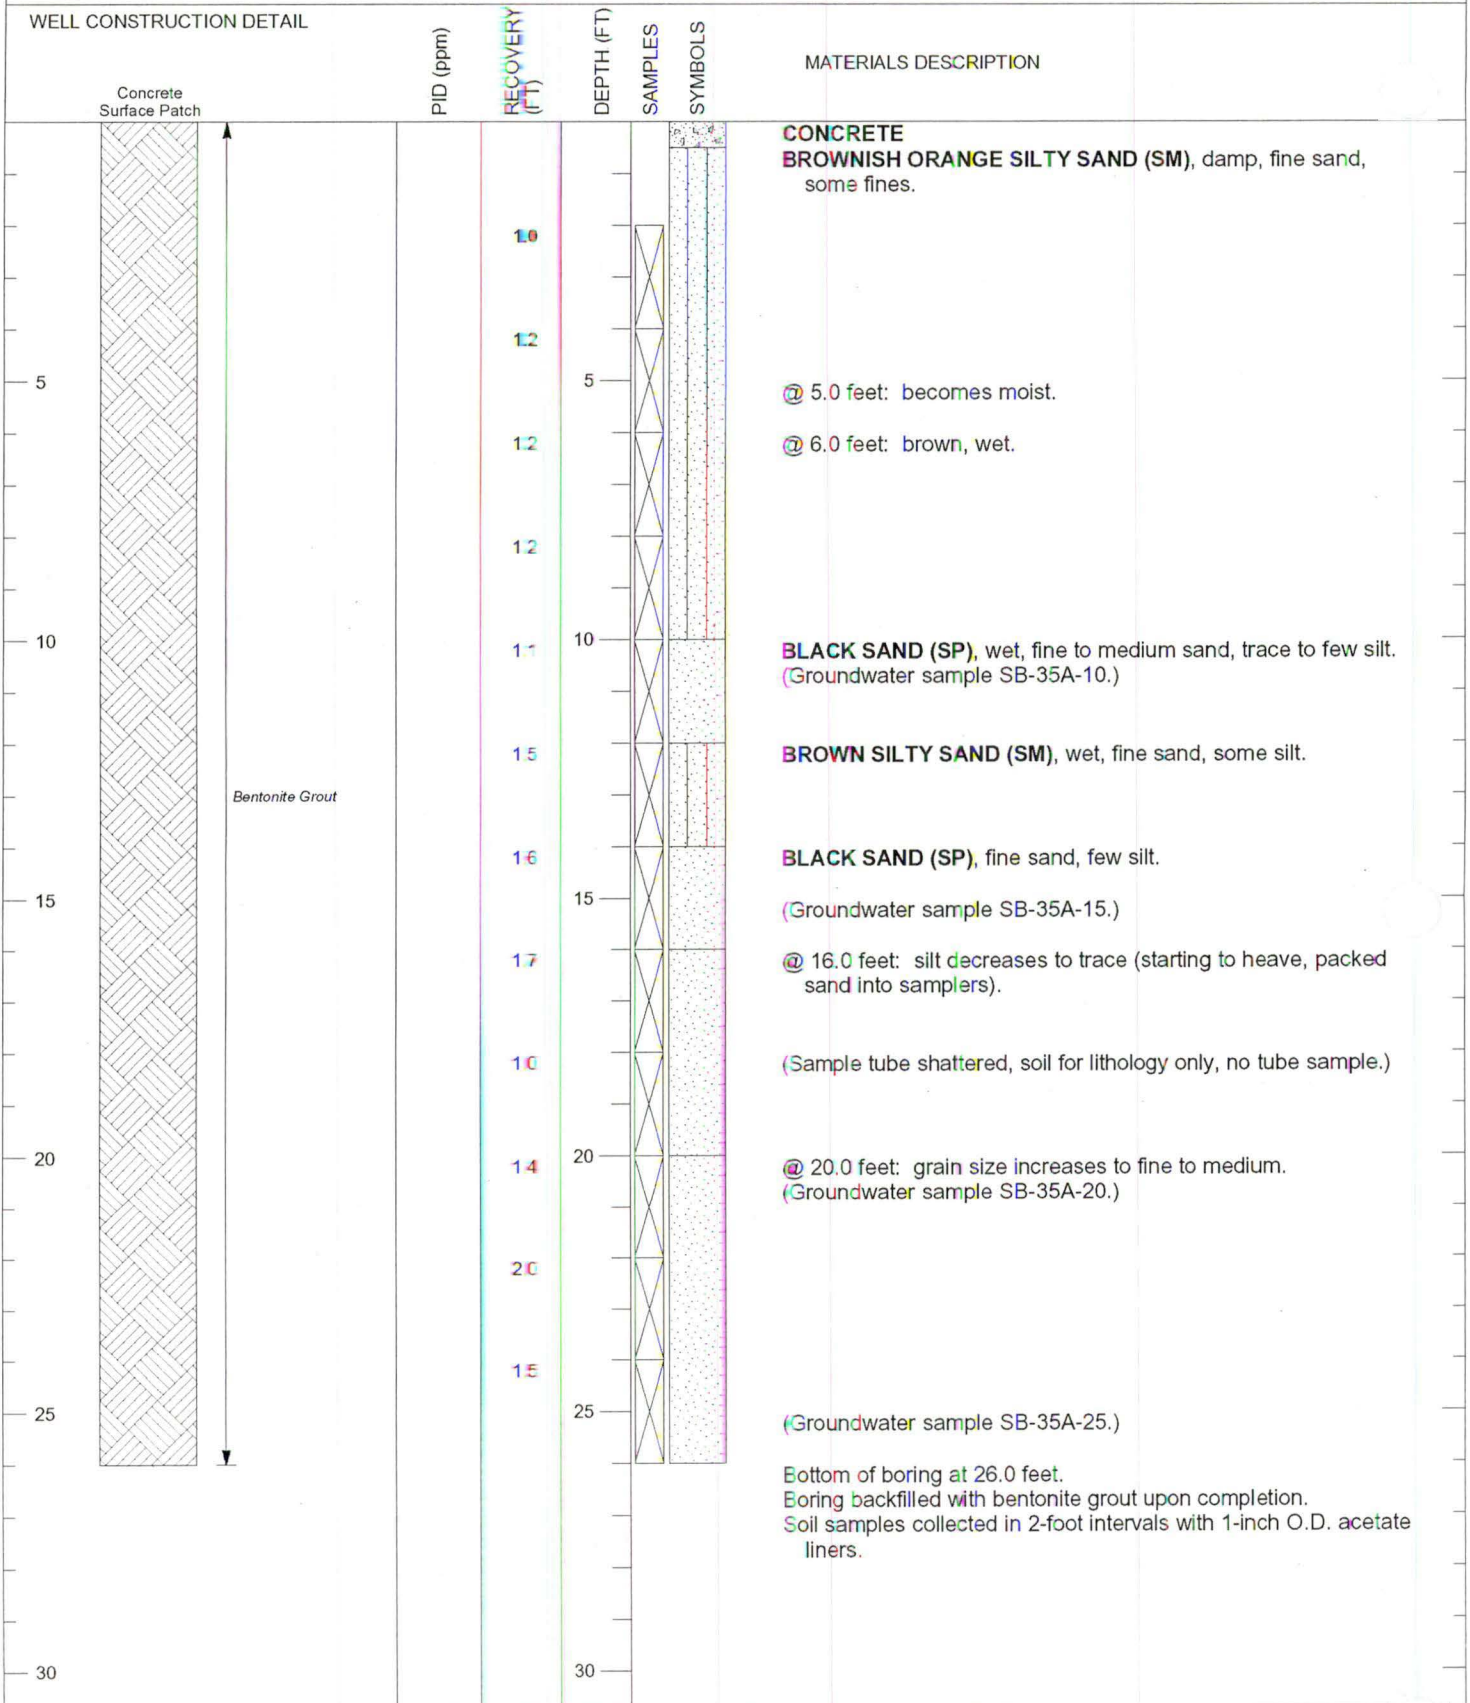 WELL CONSTRUCTION DETAIL
PID (ppm)
RECOVERY
(FT)
DEPTH (FT)
SAMPLES
SYMBOLS
MATERIALS DESCRIPTION
Concrete
Surface Patch
CONCRETE
BROWNISH ORANGE SILTY SAND (SM), damp, fine sand,
some fines.
1.0
1.2
5
5
@ 5.0 feet: becomes moist.
1.2
@ 6.0 feet: brown, wet.
1.2
10
10
1.1
BLACK SAND (SP), wet, fine to medium sand, trace to few silt.
(Groundwater sample SB-35A-10.)
1.5
BROWN SILTY SAND (SM), wet, fine sand, some silt.
Bentonite Grout
1.6
BLACK SAND (SP), fine sand, few silt.
15
15
(Groundwater sample SB-35A-15.)
1.7
@ 16.0 feet: silt decreases to trace (starting to heave, packed
sand into samplers).
1.0
(Sample tube shattered, soil for lithology only, no tube sample.)
20
20
1.4
@ 20.0 feet: grain size increases to fine to medium.
(Groundwater sample SB-35A-20.)
2.0
1.5
25
25
(Groundwater sample SB-35A-25.)
Bottom of boring at 26.0 feet.
Boring backfilled with bentonite grout upon completion.
Soil samples collected in 2-foot intervals with 1-inch O.D. acetate
liners.
30
30